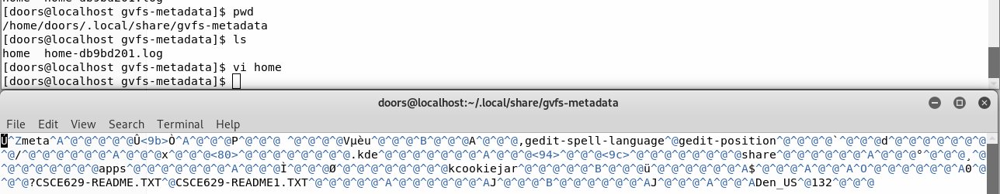 home  home-db9bd201.log
[doors@localhost gvfs-metadata]$ pwd
/home/doors/.local/share/gvfs-metadata
[doors@localhost gvfs-metadata]$ ls
home  home-db9bd201.log
[doors@localhost gvfs-metadata]$ vi home
[doors@localhost gvfs-metadata]$
doors@localhost:~/.local/share/gvfs-metadata
File Edit View Search Terminal Help
Ú^Zmeta^A^@^@^@^@^@Û<9b>Ò^A^@^@^@P^@^@^@ ^@^@^@^@Vµèu^@^@^@^B^@^@^@A^@^@^@,gedit-spell-language^@gedit-position^@^@^@^@`^@^@^@d^@^@^@^@^@^@^@
^@/^@^@^@^@^@^@^A^@^@^@x^@^@^@<80>^@^@^@^@^@^@^@.kde^@^@^@^@^@^@^@^A^@^@^@<94>^@^@^@<9c>^@^@^@^@^@^@^@share^@^@^@^@^@^@^A^@^@^@°^@^@^@¸^@
^@^@^@^@^@^@apps^@^@^@^@^@^@^@^A^@^@^@Ì^@^@^@Ø^@^@^@^@^@^@^@kcookiejar^@^@^@^@^@^B^@^@^@ü^@^@^@^@^@^@^A$^@^@^@^A^@^@^A^O^@^@^@^@^@^@^A0^@
^@^@^@?CSCE629-README.TXT^@CSCE629-README1.TXT^@^@^@^@^@^A^@^@^@^@^@^AJ^@^@^@^B^@^@^@^@^@^AJ^@^@^@^A^@^@^ADen_US^@132^@^@^@